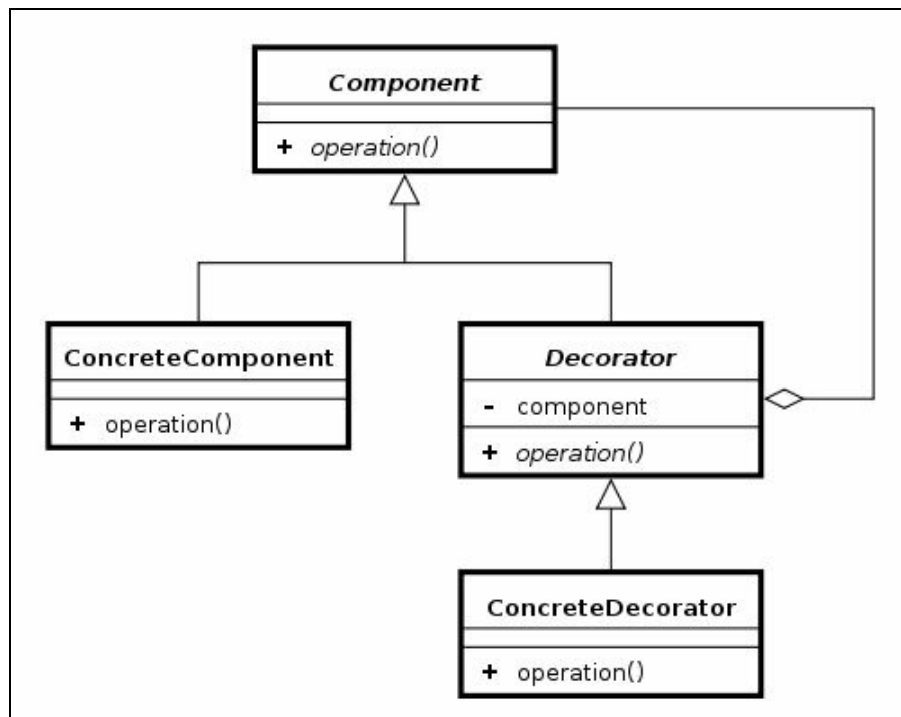 Component
+ operation()
ConcreteComponent
+ operation()
Decorator
- component
+ operation()
ConcreteDecorator
+ operation()